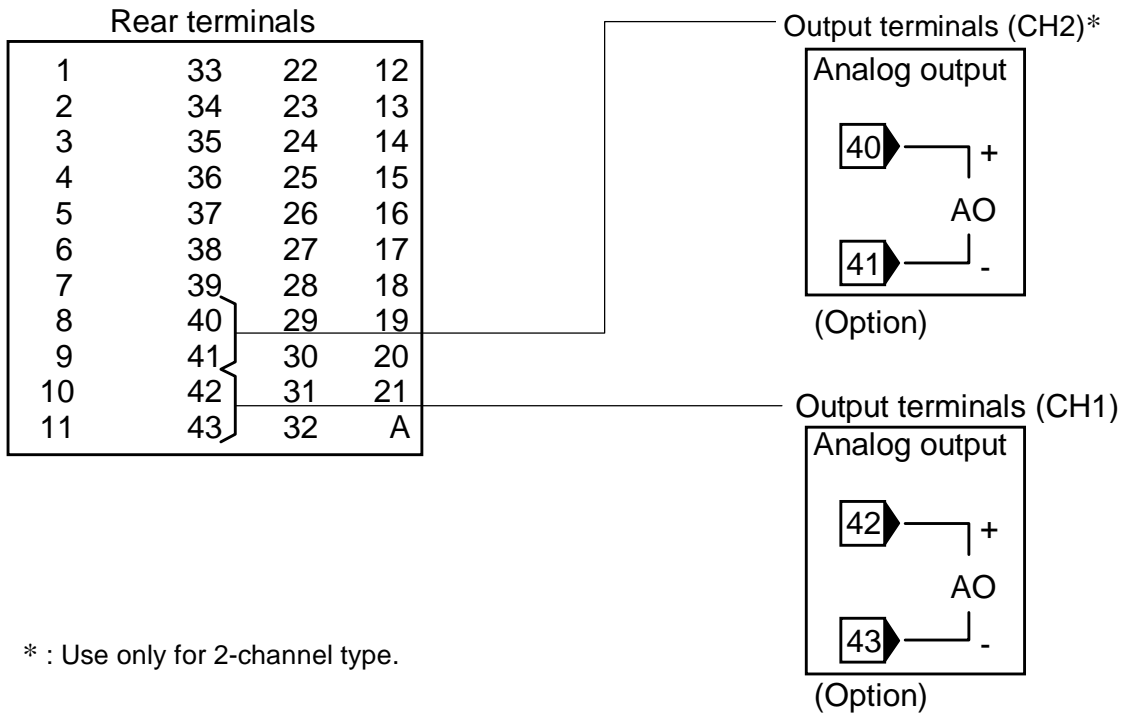 Rear terminals
1 33 22 12
2 34 23 13
3 35 24 14
4 36 25 15
5 37 26 16
6 38 27 17
7 39 28 18
8 40 29 19
9 41 30 20
10 42 31 21
11 43 32 A
Output terminals (CH2)*
Analog output
40 +
AO
41 -
(Option)
Output terminals (CH1)
Analog output
42 +
AO
43 -
(Option)
* : Use only for 2-channel type.